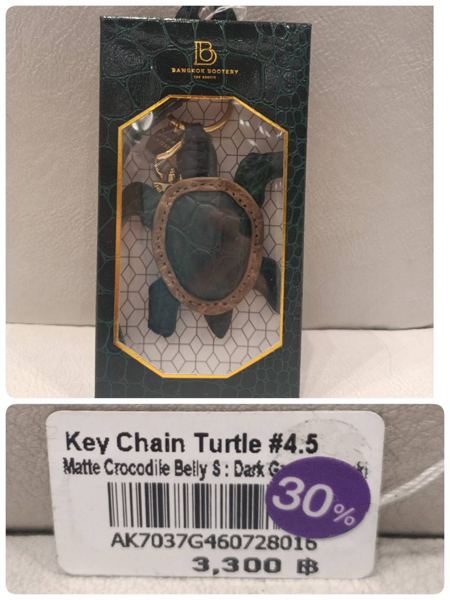 B
BANGKOK BOOTERY
Key Chain Turtle #4.5
Matte Crocodile Belly S : Dark
30%
AK7037G460728016
3,300 ฿